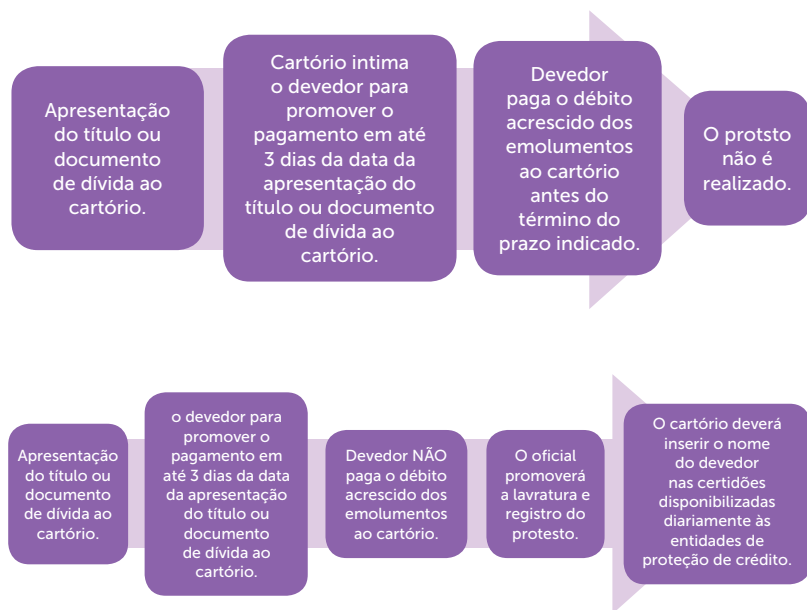 Apresentação
do título ou
documento
de dívida ao
cartório.
Cartório intima
o devedor para
promover o
pagamento em até
3 dias da data da
apresentação do
título ou documento
de dívida ao
cartório.
Devedor
paga o débito
acrescido dos
emolumentos
ao cartório
antes do
término do
prazo indicado.
O protsto
não é
realizado.
Apresentação
do título ou
documento
de dívida ao
cartório.
o devedor para
promover o
pagamento em
até 3 dias da data
da apresentação
do título ou
documento
de dívida ao
cartório.
Devedor NÃO
paga o débito
acrescido dos
emolumentos
ao cartório.
O oficial
promoverá
a lavratura e
registro do
protesto.
O cartório deverá
inserir o nome
do devedor
nas certidões
disponibilizadas
diariamente às
entidades de
proteção de crédito.